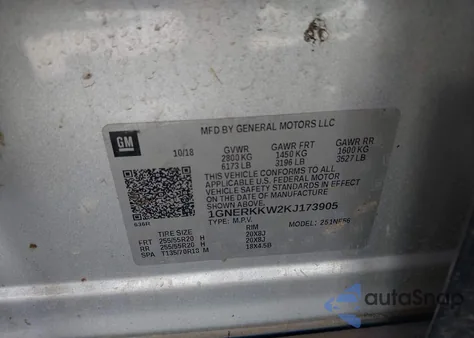 MFD BY GENERAL MOTORS LLC
GM
10/18 GVWR GAWR FRT GAWR RR
2800 KG 1450 KG 1600 KG
6173 LB 3196 LB 3527 LB
THIS VEHICLE CONFORMS TO ALL
APPLICABLE U.S. FEDERAL MOTOR
VEHICLE SAFETY STANDARDS IN EFFECT
ON THE DATE OF MANUFACTURE SHOWN ABOVE.
1GNERKKW2KJ173905
TYPE: M.P.V. MODEL:
TIRE SIZE RIM
FRT 255/55R20 H 20X8J
RR 255/55R20 H 20X8J
SPA T135/70R18 M 18X4.5B
autoSnap